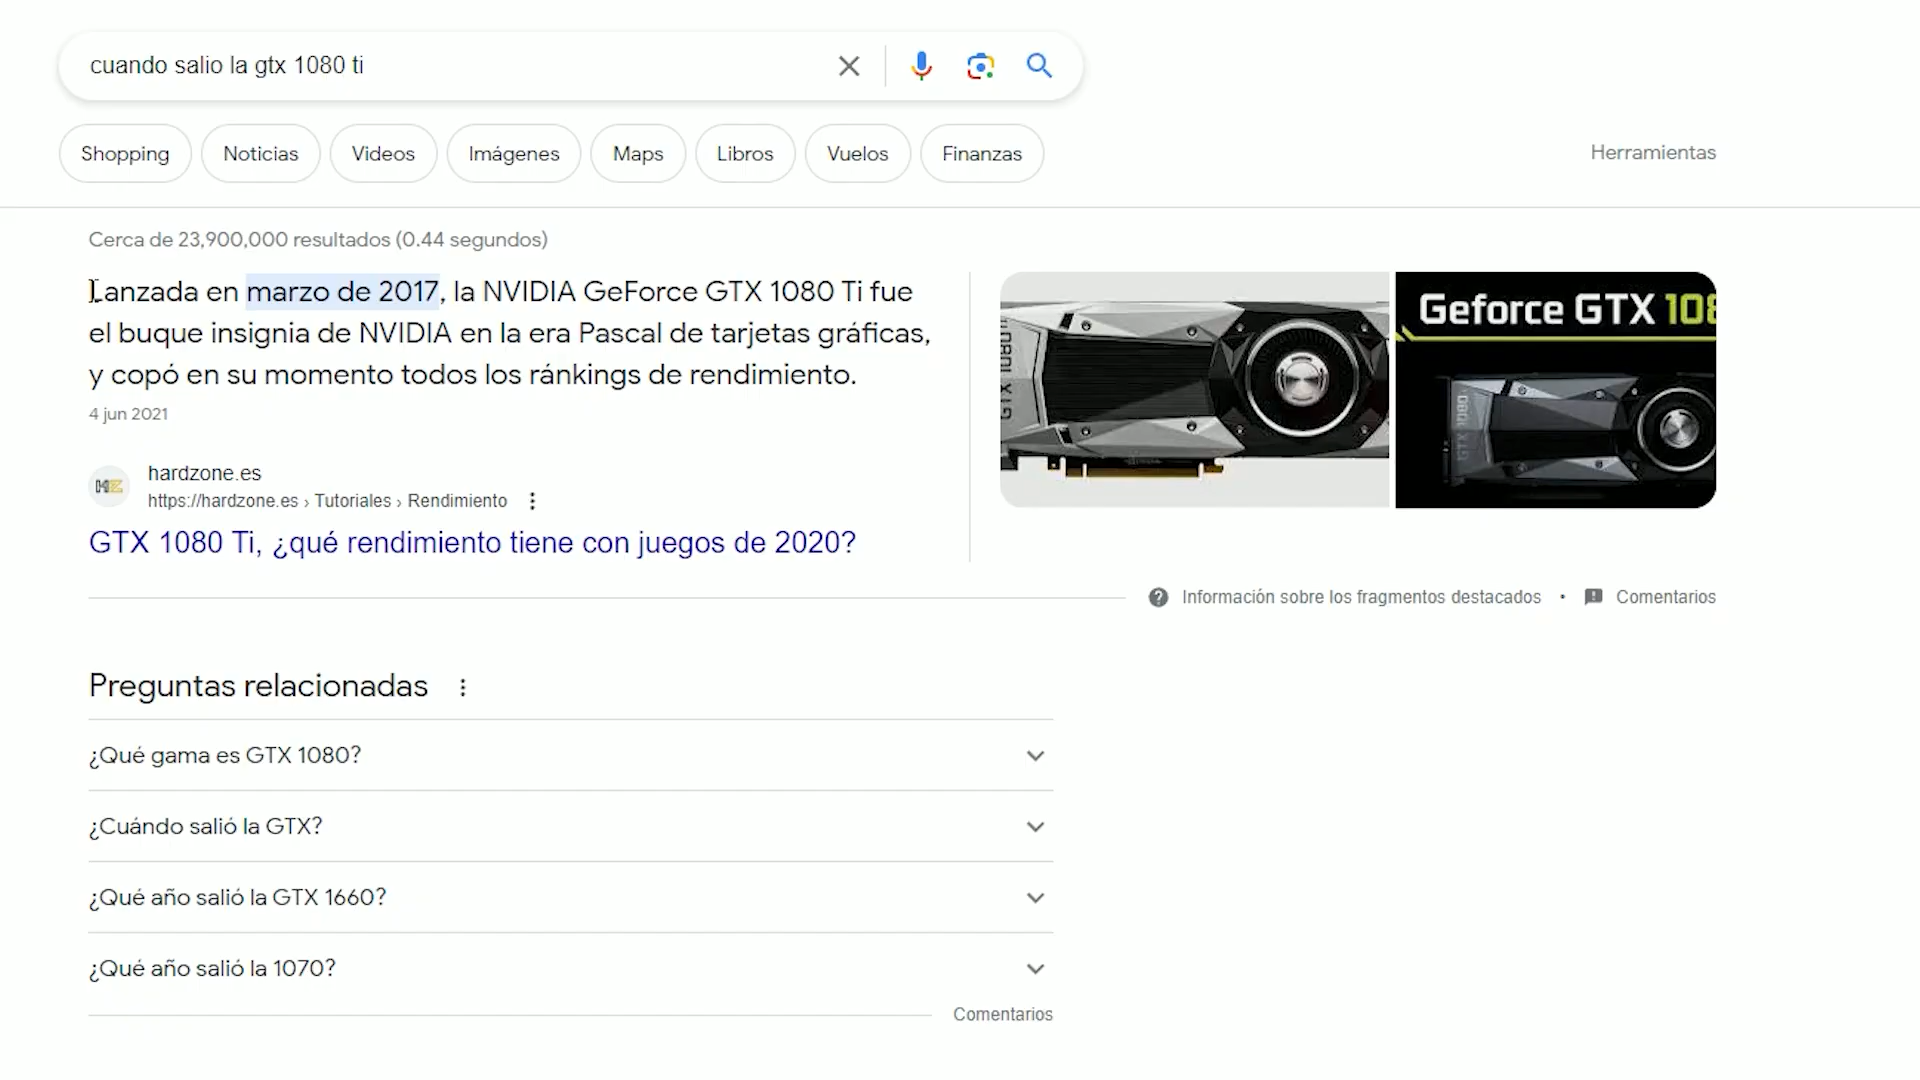 cuando salio la gtx 1080 ti
Shopping
Noticias
Videos
Imágenes
Maps
Libros
Vuelos
Finanzas
Herramientas
Cerca de 23,900,000 resultados (0.44 segundos)
Lanzada en marzo de 2017, la NVIDIA GeForce GTX 1080 Ti fue
el buque insignia de NVIDIA en la era Pascal de tarjetas gráficas,
y copó en su momento todos los ránkings de rendimiento.
4 jun 2021
GTX 1080
Geforce GTX 108
GTX 1080
HZ
hardzone.es
https://hardzone.es › Tutoriales › Rendimiento
GTX 1080 Ti, ¿qué rendimiento tiene con juegos de 2020?
Información sobre los fragmentos destacados • Comentarios
Preguntas relacionadas
¿Qué gama es GTX 1080?
¿Cuándo salió la GTX?
¿Qué año salió la GTX 1660?
¿Qué año salió la 1070?
Comentarios